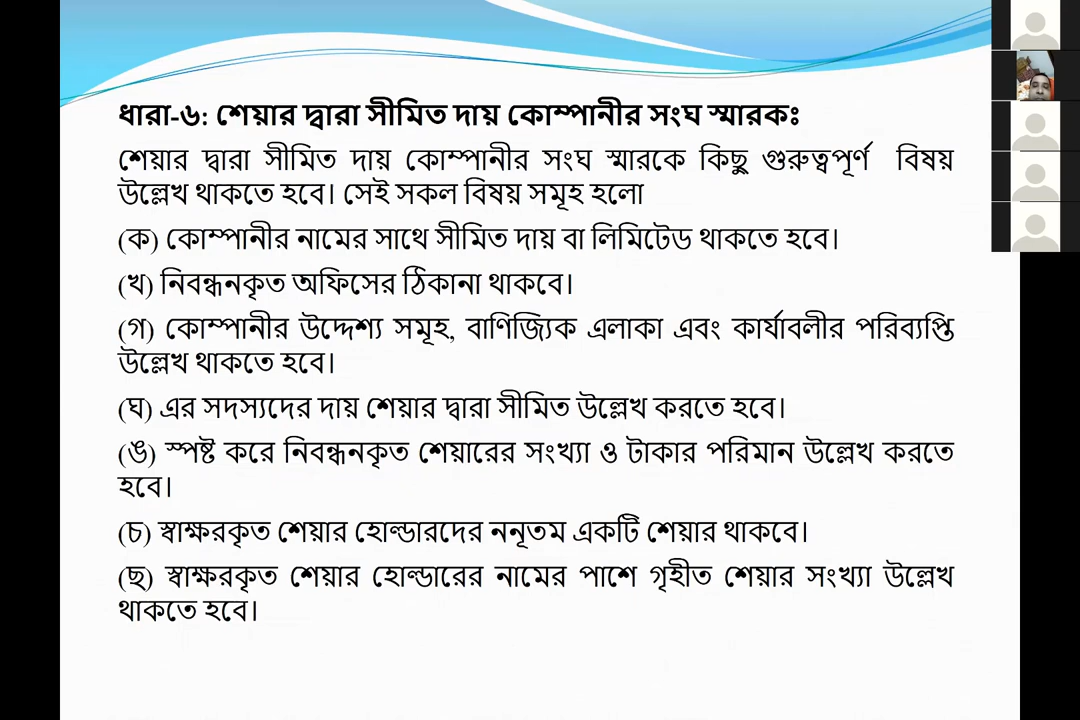 ধারা-৬: শেয়ার দ্বারা সীমিত দায় কোম্পানীর সংঘ স্মারকঃ
শেয়ার দ্বারা সীমিত দায় কোম্পানীর সংঘ স্মারকে কিছু গুরুত্বপূর্ণ বিষয়
উল্লেখ থাকতে হবে। সেই সকল বিষয় সমূহ হলো
(ক) কোম্পানীর নামের সাথে সীমিত দায় বা লিমিটেড থাকতে হবে।
(খ) নিবন্ধনকৃত অফিসের ঠিকানা থাকবে।
(গ) কোম্পানীর উদ্দেশ্য সমূহ, বাণিজ্যিক এলাকা এবং কার্যাবলীর পরিব্যপ্তি
উল্লেখ থাকতে হবে।
(ঘ) এর সদস্যদের দায় শেয়ার দ্বারা সীমিত উল্লেখ করতে হবে।
(ঙ) স্পষ্ট করে নিবন্ধনকৃত শেয়ারের সংখ্যা ও টাকার পরিমান উল্লেখ করতে
হবে।
(চ) স্বাক্ষরকৃত শেয়ার হোল্ডারদের ননূতম একটি শেয়ার থাকবে।
(ছ) স্বাক্ষরকৃত শেয়ার হোল্ডারের নামের পাশে গৃহীত শেয়ার সংখ্যা উল্লেখ
থাকতে হবে।